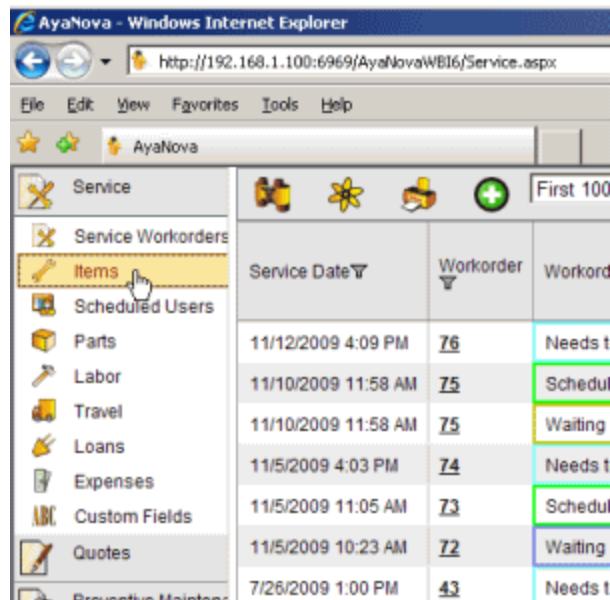 AyaNova - Windows Internet Explorer
http://192.168.1.100:6969/AyaNovaWBI6/Service.aspx
File Edit View Favorites Tools Help
AyaNova
Service
First 100
Service Workorders
Items
Service Date
Workorder
Workord
Scheduled Users
Parts
11/12/2009 4:09 PM 76 Needs t
Labor
11/10/2009 11:58 AM 75 Schedul
Travel
11/10/2009 11:58 AM 75 Waiting
Loans
11/5/2009 4:03 PM 74 Needs t
Expenses
ABC Custom Fields
11/5/2009 11:05 AM 73 Schedul
Quotes
11/5/2009 10:23 AM 72 Waiting
Preventive Maintena
7/26/2009 1:00 PM 43 Needs t